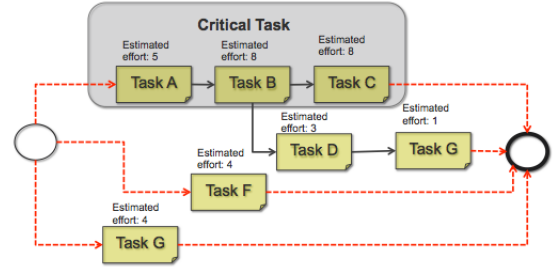 Critical Task
Estimated
effort: 5
Estimated
effort: 8
Estimated
effort: 8
Task A
Task B
Task C
Estimated
effort: 3
Estimated
effort: 1
Task D
Task G
Estimated
effort: 4
Task F
Estimated
effort: 4
Task G